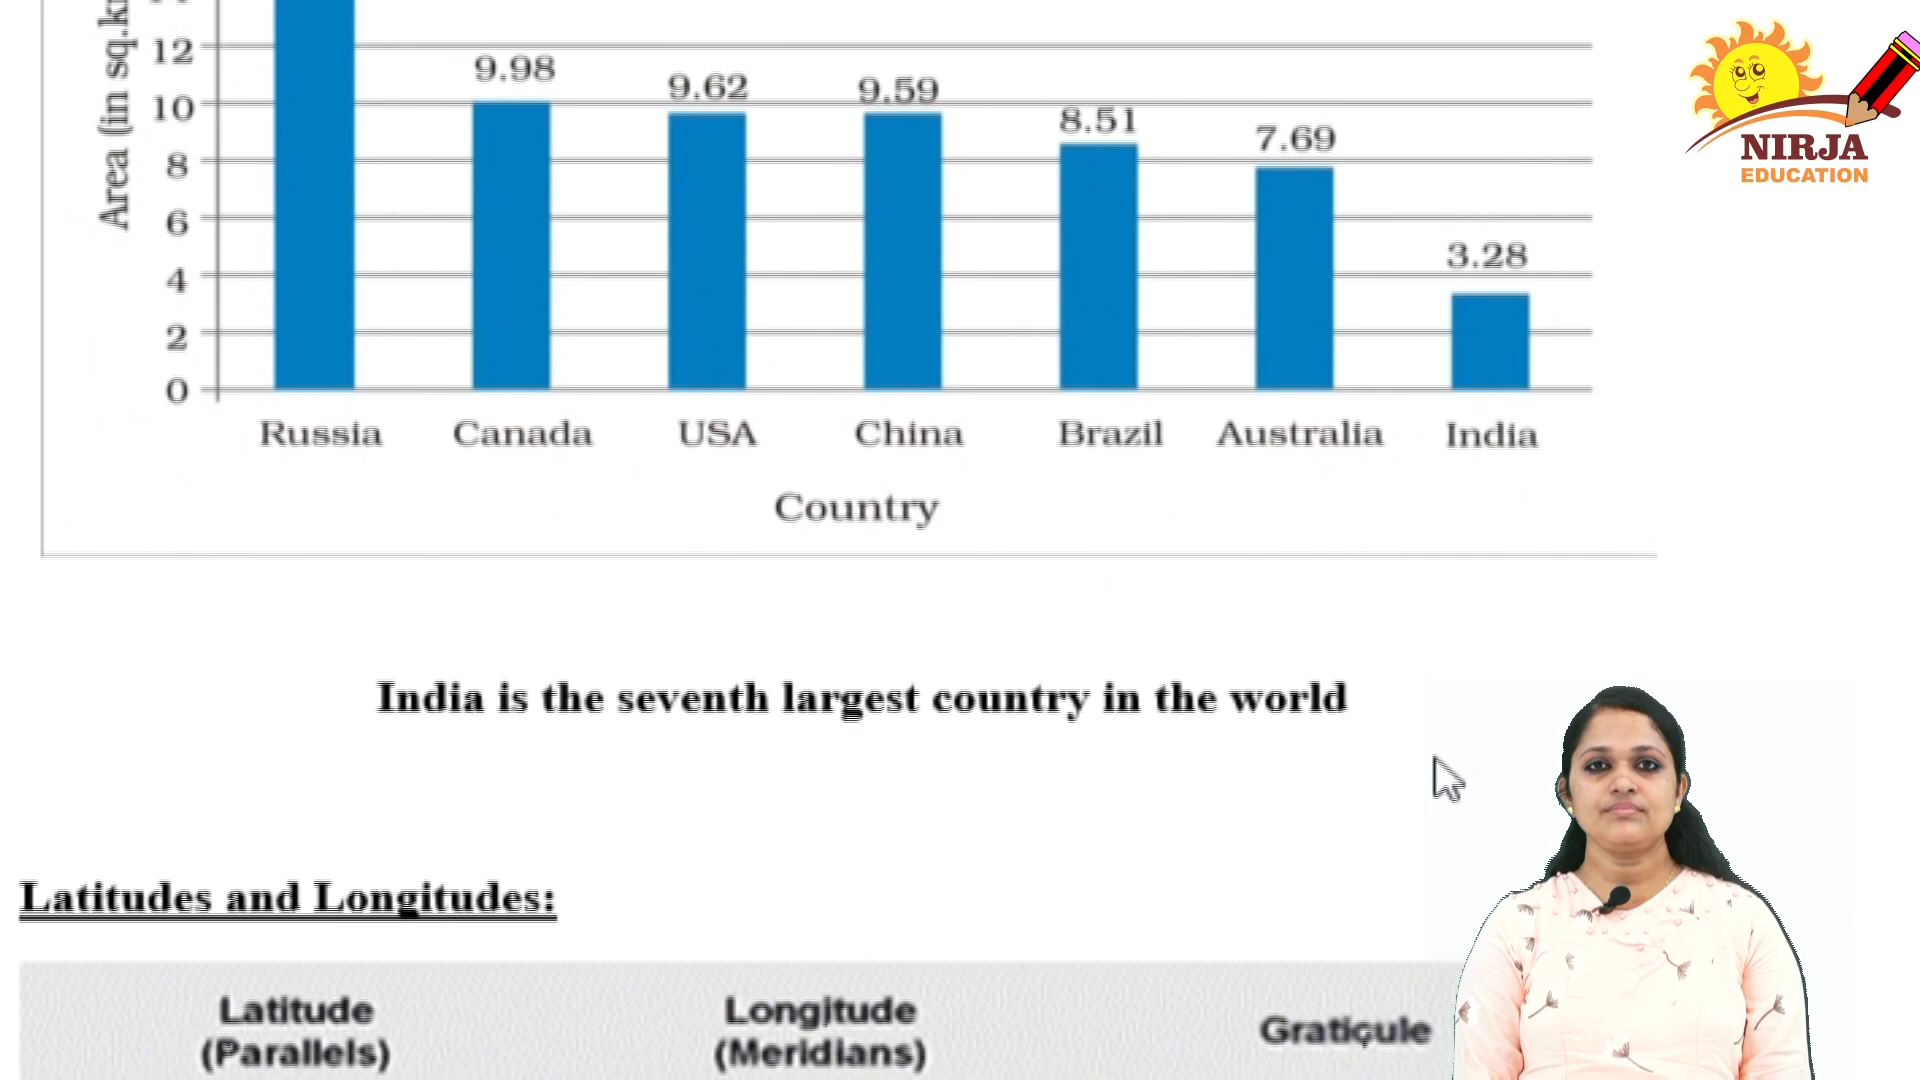 Area (in sq.k
12
10
8
6
4
2
0
9.98
9.62
9.59
8.51
7.69
3.28
Russia Canada USA China Brazil Australia India
Country
NIRJA
EDUCATION
India is the seventh largest country in the world
Latitudes and Longitudes:
Latitude
(Parallels)
Longitude
(Meridians)
Graticule